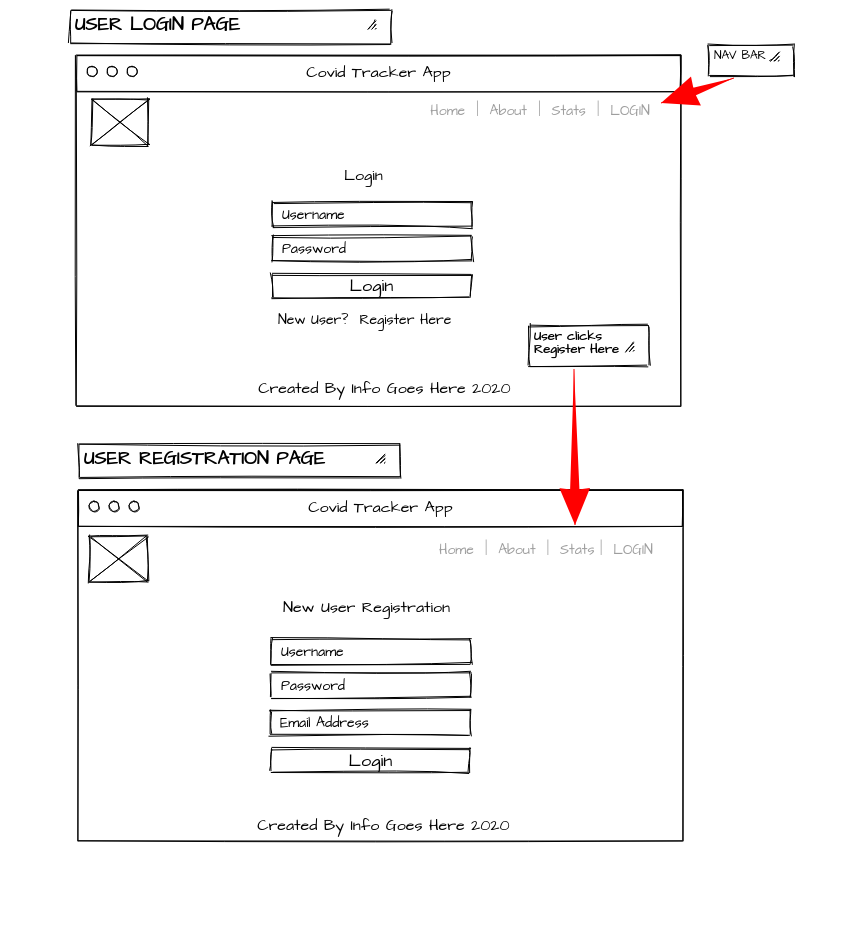 USER LOGIN PAGE
Covid Tracker App
NAV BAR
Home | About | Stats | LOGIN
Login
Username
Password
Login
New User? Register Here
User clicks
Register Here
Created By Info Goes Here 2020
USER REGISTRATION PAGE
Covid Tracker App
Home | About | Stats | LOGIN
New User Registration
Username
Password
Email Address
Login
Created By Info Goes Here 2020